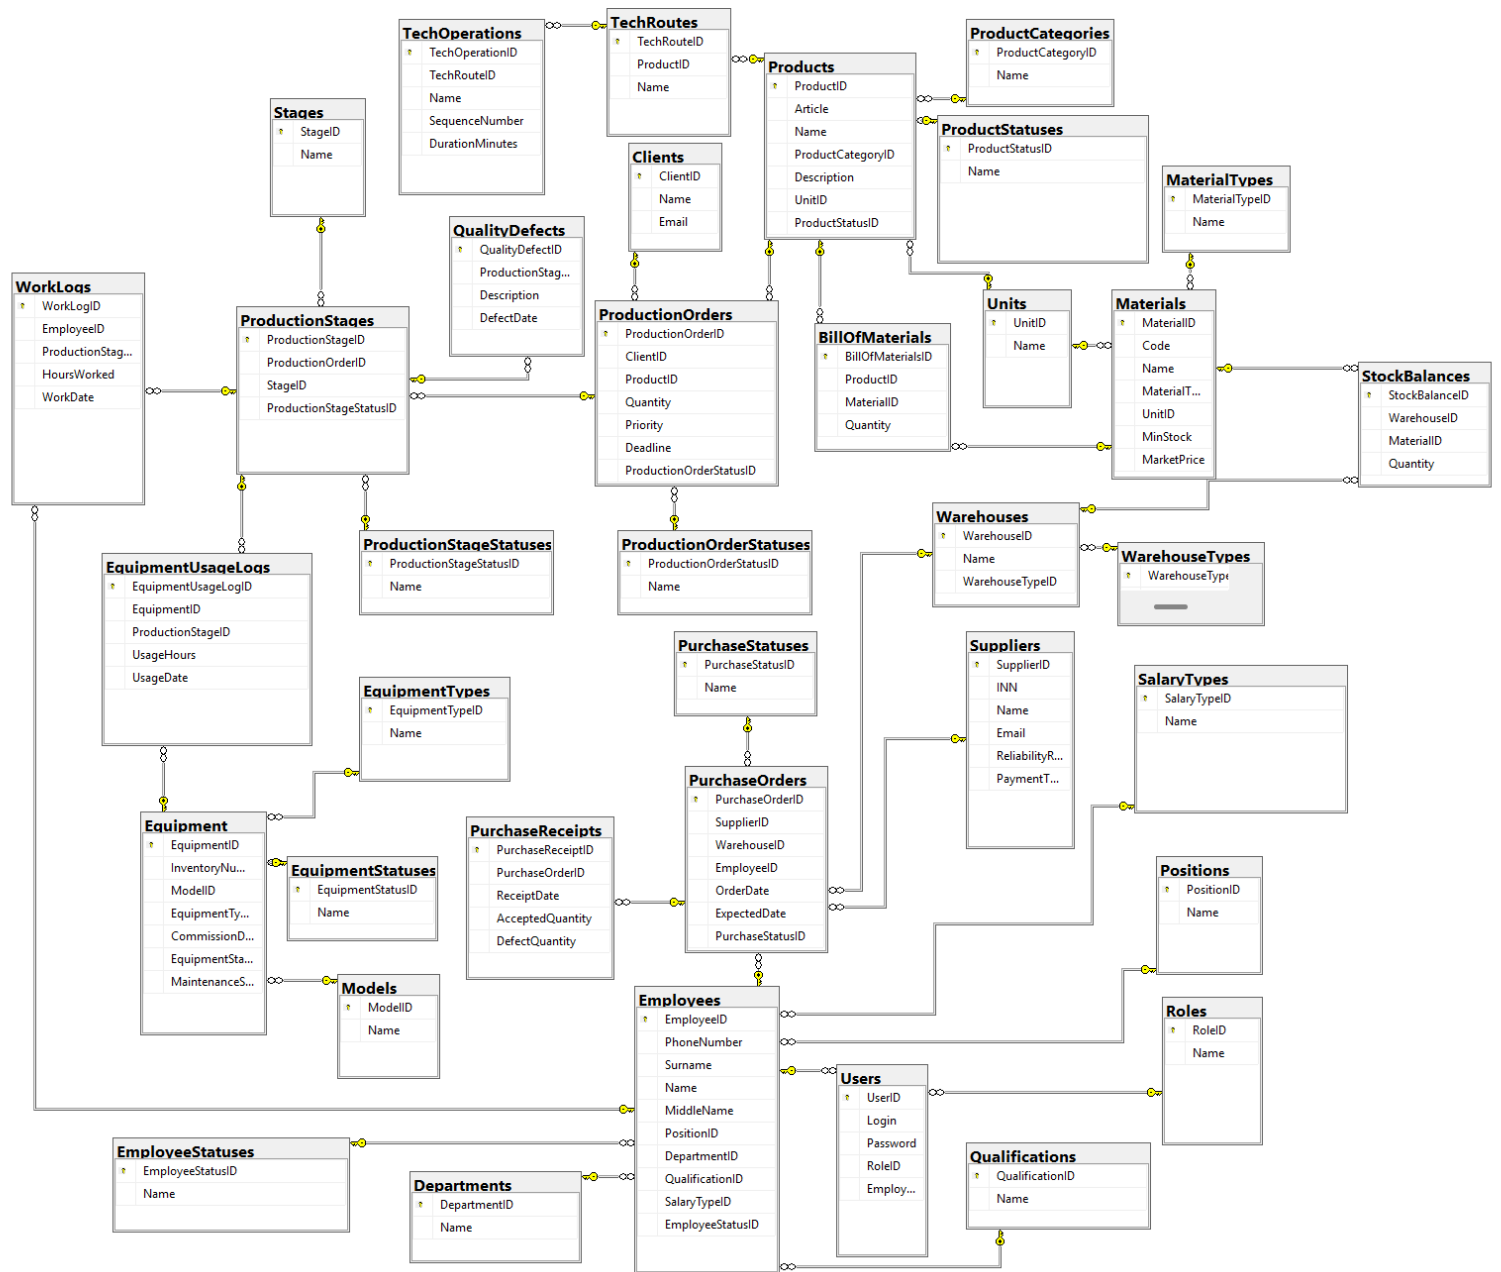 TechOperations
TechOperationID
TechRouteID
Name
SequenceNumber
DurationMinutes
TechRoutes
TechRouteID
ProductID
Name
Products
ProductID
Article
Name
ProductCategoryID
Description
UnitID
ProductStatusID
ProductCategories
ProductCategoryID
Name
ProductStatuses
ProductStatusID
Name
Stages
StageID
Name
Clients
ClientID
Name
Email
MaterialTypes
MaterialTypeID
Name
QualityDefects
QualityDefectID
ProductionStag...
Description
DefectDate
WorkLogs
WorkLogID
EmployeeID
ProductionStag...
HoursWorked
WorkDate
ProductionStages
ProductionStageID
ProductionOrderID
StageID
ProductionStageStatusID
ProductionOrders
ProductionOrderID
ClientID
ProductID
Quantity
Priority
Deadline
ProductionOrderStatusID
BillOfMaterials
BillOfMaterialsID
ProductID
MaterialID
Quantity
Units
UnitID
Name
Materials
MaterialID
Code
Name
MaterialT...
UnitID
MinStock
MarketPrice
StockBalances
StockBalanceID
WarehouseID
MaterialID
Quantity
ProductionStageStatuses
ProductionStageStatusID
Name
ProductionOrderStatuses
ProductionOrderStatusID
Name
Warehouses
WarehouseID
Name
WarehouseTypeID
WarehouseTypes
WarehouseType
EquipmentUsageLogs
EquipmentUsageLogID
EquipmentID
ProductionStageID
UsageHours
UsageDate
PurchaseStatuses
PurchaseStatusID
Name
Suppliers
SupplierID
INN
Name
Email
ReliabilityR...
PaymentT...
SalaryTypes
SalaryTypeID
Name
EquipmentTypes
EquipmentTypeID
Name
PurchaseOrders
PurchaseOrderID
SupplierID
WarehouseID
EmployeeID
OrderDate
ExpectedDate
PurchaseStatusID
PurchaseReceipts
PurchaseReceiptID
PurchaseOrderID
ReceiptDate
AcceptedQuantity
DefectQuantity
Equipment
EquipmentID
InventoryNu...
ModelID
EquipmentTy...
CommissionD...
EquipmentSta...
MaintenanceS...
EquipmentStatuses
EquipmentStatusID
Name
Models
ModelID
Name
Positions
PositionID
Name
Employees
EmployeeID
PhoneNumber
Surname
Name
MiddleName
PositionID
DepartmentID
QualificationID
SalaryTypeID
EmployeeStatusID
Roles
RoleID
Name
Users
UserID
Login
Password
RoleID
Employ...
EmployeeStatuses
EmployeeStatusID
Name
Departments
DepartmentID
Name
Qualifications
QualificationID
Name